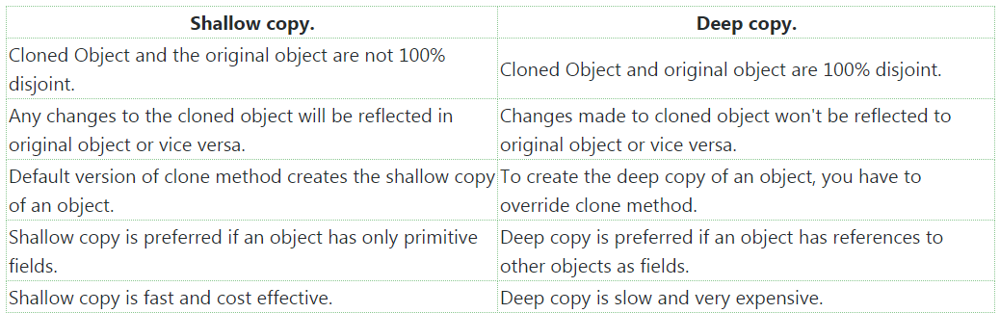 Shallow copy.
Deep copy.
Cloned Object and the original object are not 100%
disjoint.
Cloned Object and original object are 100% disjoint.
Any changes to the cloned object will be reflected in
original object or vice versa.
Changes made to cloned object won't be reflected to
original object or vice versa.
Default version of clone method creates the shallow copy
of an object.
To create the deep copy of an object, you have to
override clone method.
Shallow copy is preferred if an object has only primitive
fields.
Deep copy is preferred if an object has references to
other objects as fields.
Shallow copy is fast and cost effective.
Deep copy is slow and very expensive.